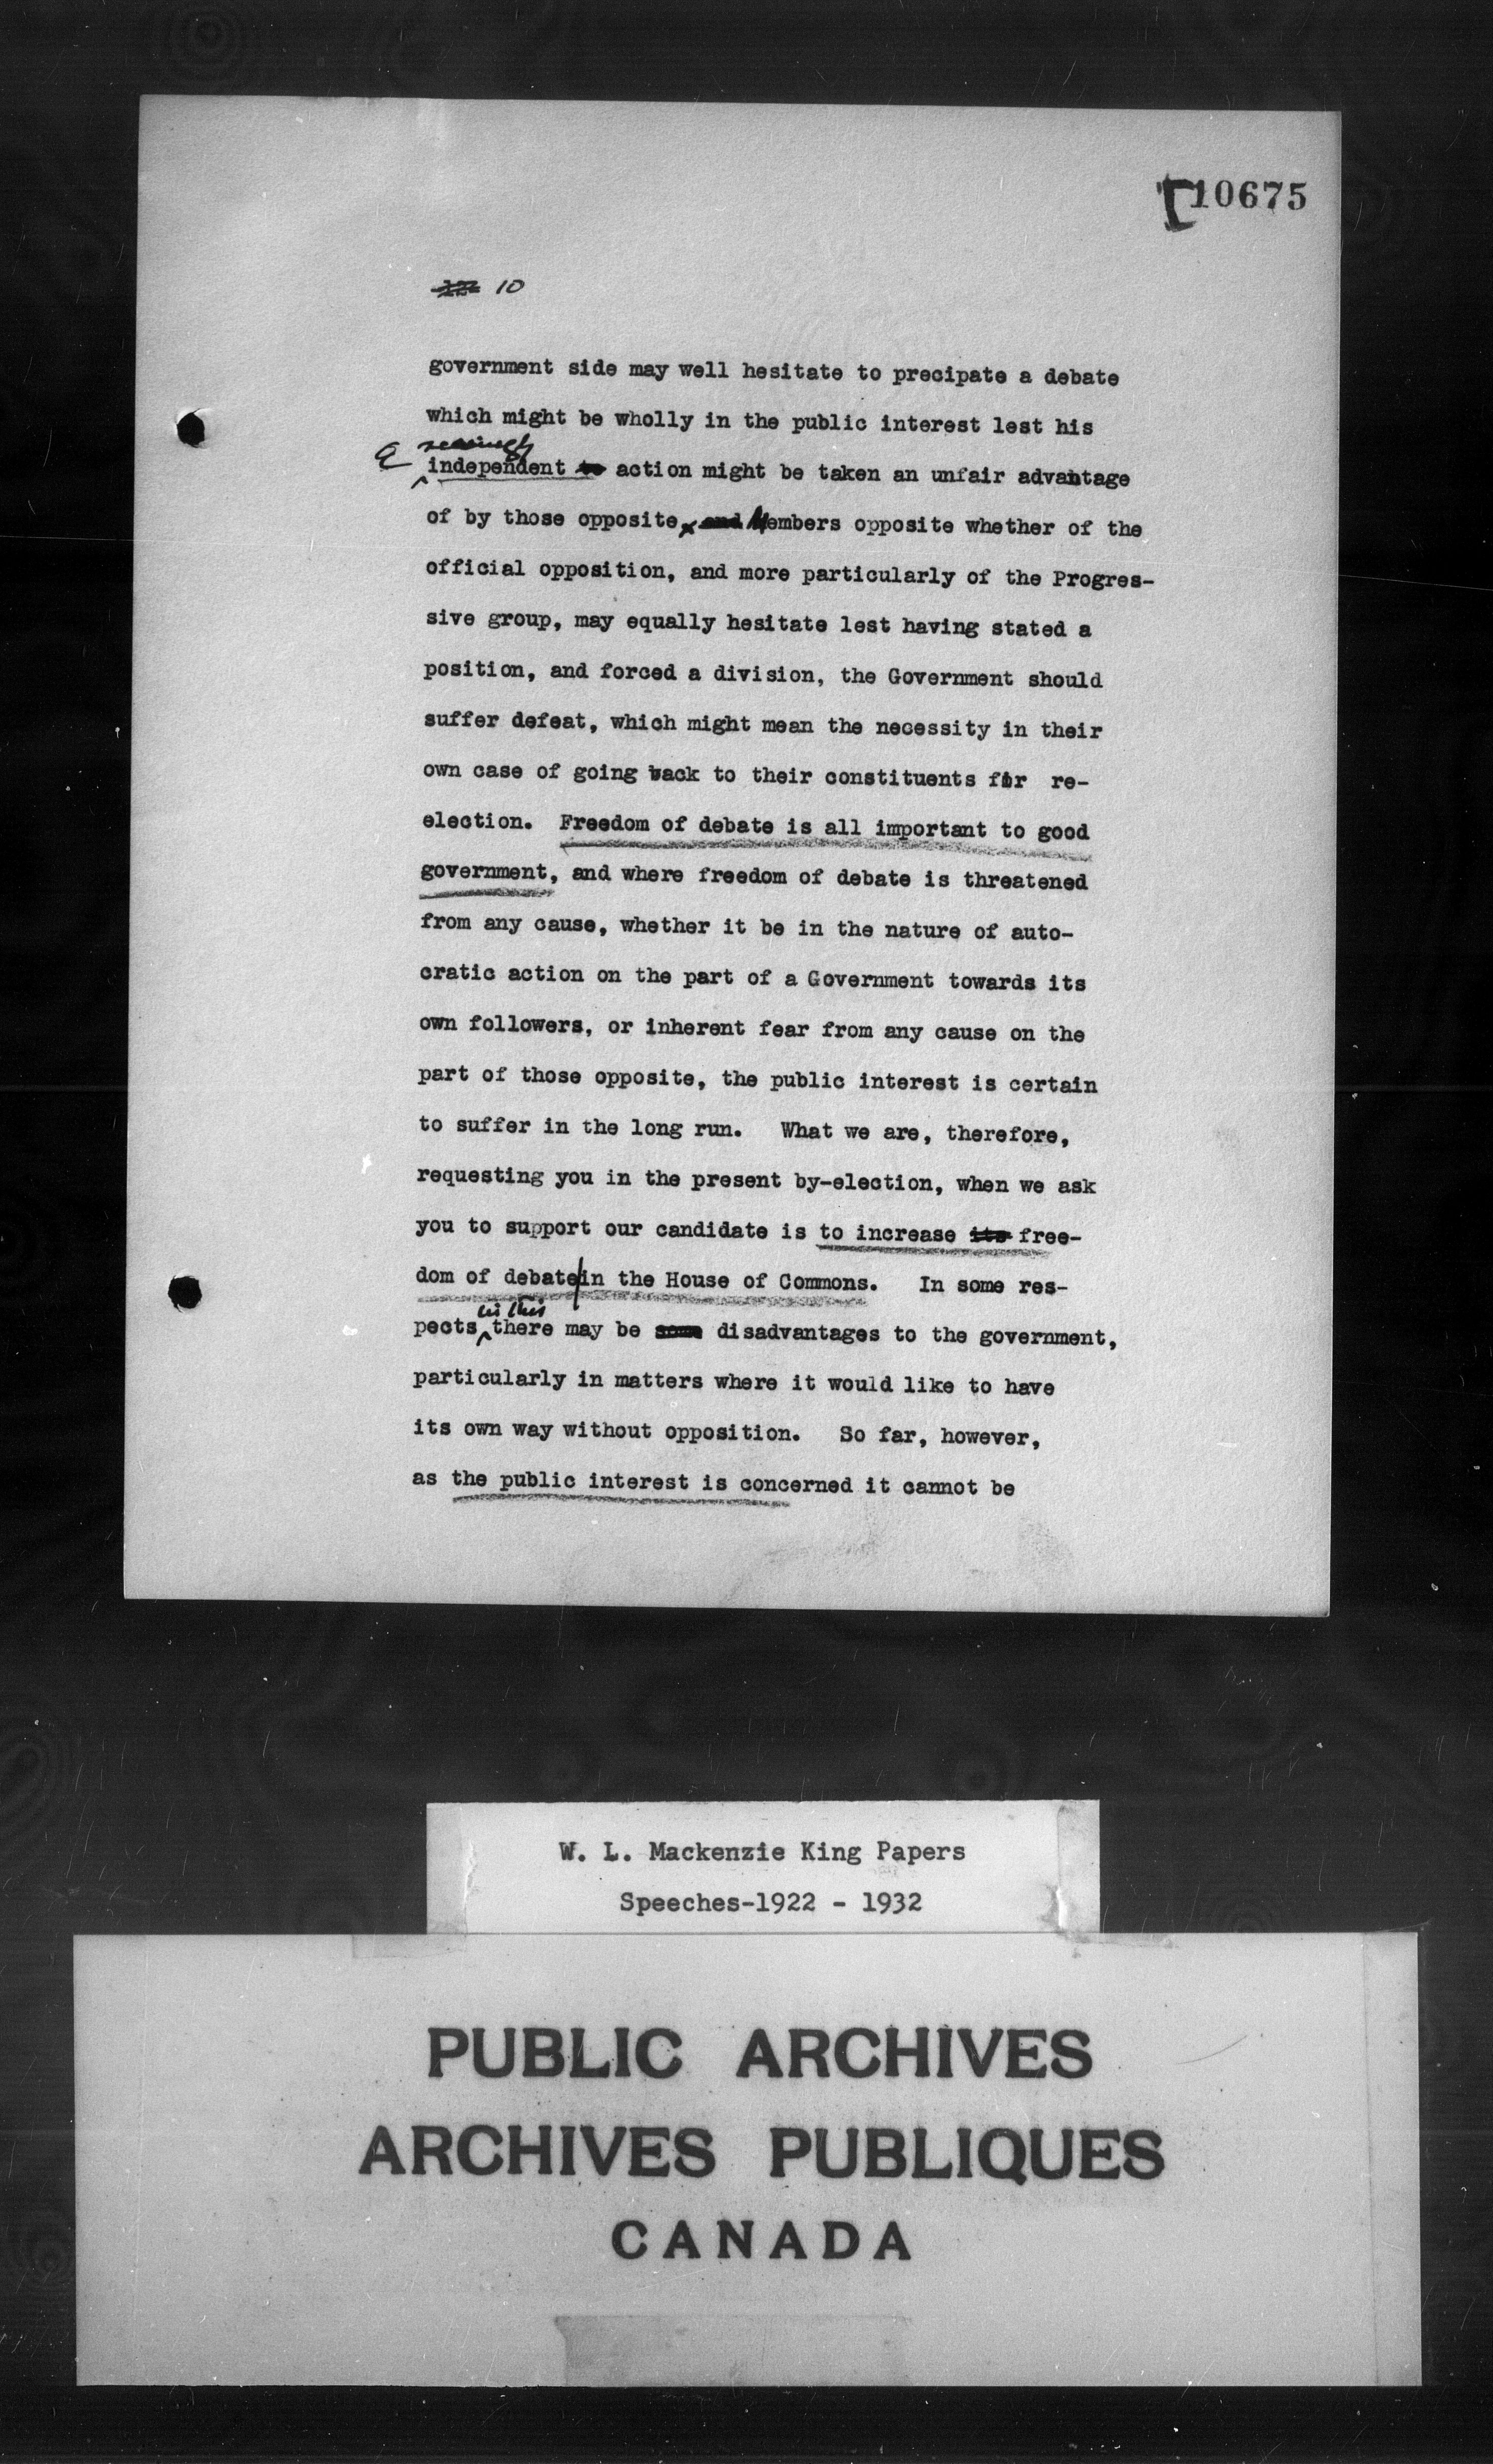 [10675
10
government side may well hesitate to precipate a debate
which might be wholly in the public interest lest his
a seemingly
independent to action might be taken an unfair advantage
of by those opposite. and Members opposite whether of the
official opposition, and more particularly of the Progres-
sive group, may equally hesitate lest having stated a
position, and forced a division, the Government should
suffer defeat, which might mean the necessity in their
own case of going back to their constituents for re-
election. Freedom of debate is all important to good
government, and where freedom of debate is threatened
from any cause, whether it be in the nature of auto-
cratic action on the part of a Government towards its
own followers, or inherent fear from any cause on the
part of those opposite, the public interest is certain
to suffer in the long run. What we are, therefore,
requesting you in the present by-election, when we ask
you to support our candidate is to increase its free-
dom of debate in the House of Commons. In some res-
in this
pects there may be some disadvantages to the government,
particularly in matters where it would like to have
its own way without opposition. So far, however,
as the public interest is concerned it cannot be
W. L. Mackenzie King Papers
Speeches-1922 - 1932
PUBLIC ARCHIVES
ARCHIVES PUBLIQUES
CANADA